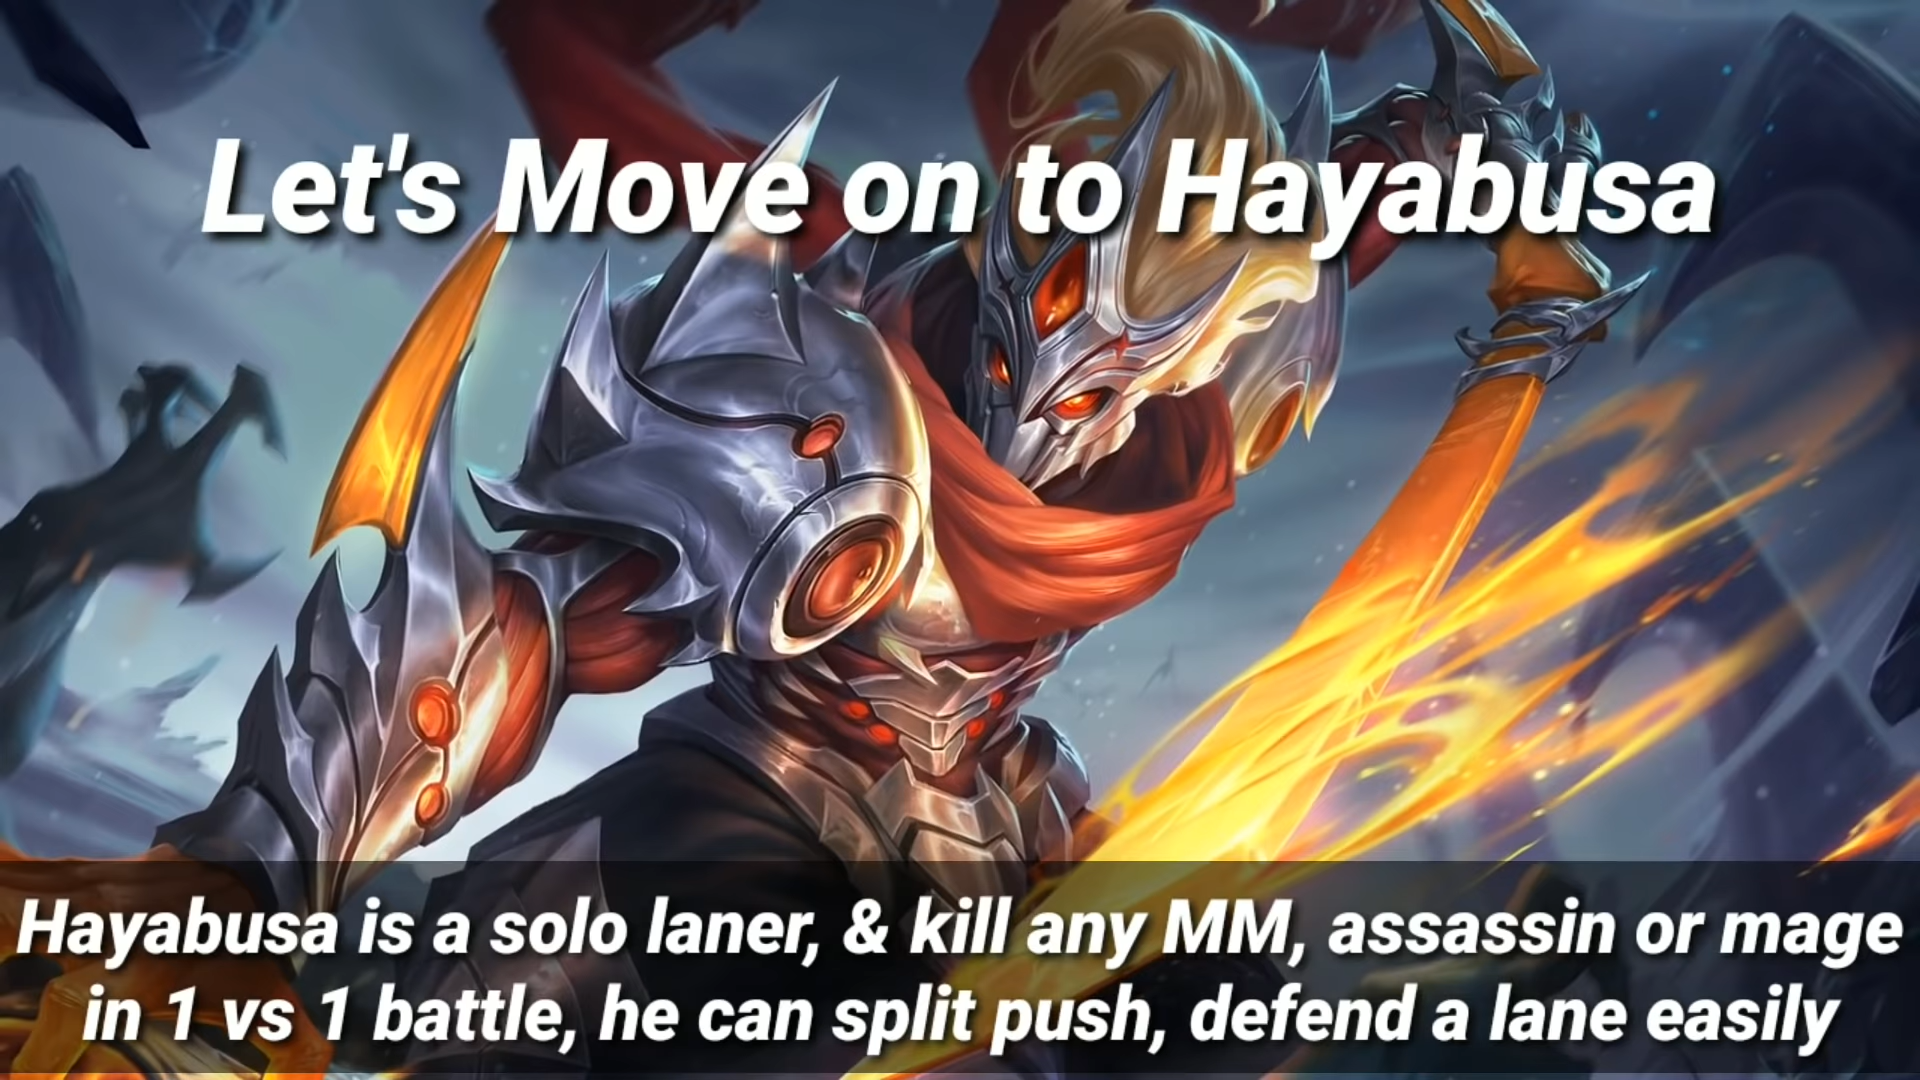 Let's Move on to Hayabusa
Hayabusa is a solo laner, & kill any MM, assassin or mage
in 1 vs 1 battle, he can split push, defend a lane easily